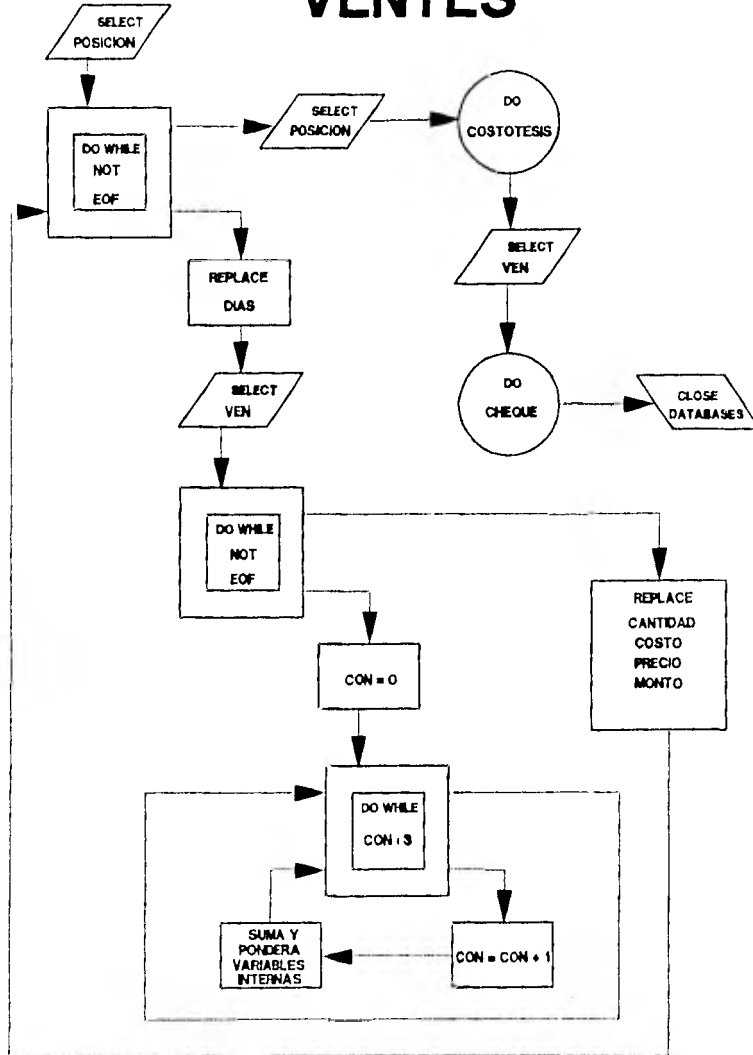 VENTES
SELECT
POSICION
DO WHILE
NOT
EOF
SELECT
POSICION
DO
COSTOTESIS
REPLACE
DIAS
SELECT
VEN
SELECT
VEN
DO
CHEQUE
CLOSE
DATABASES
DO WHILE
NOT
EOF
REPLACE
CANTIDAD
COSTO
PRECIO
MONTO
CON = 0
DO WHILE
CON < 3
SUMA Y
PONDERA
VARIABLES
INTERNAS
CON = CON + 1